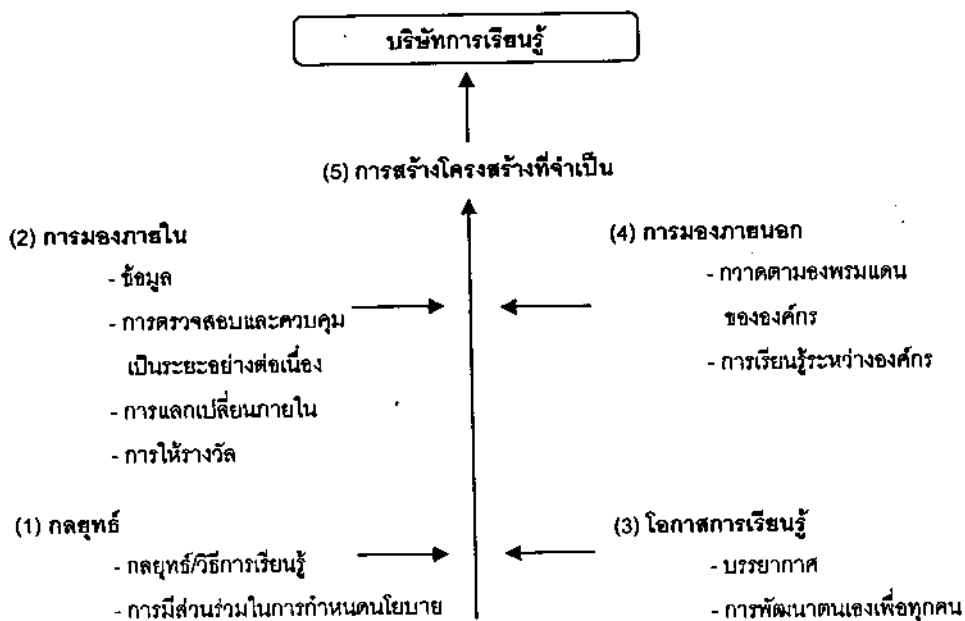 บริษัทการเรียนรู้
(5) การสร้างโครงสร้างที่จำเป็น
(2) การมองภายใน
- ข้อมูล
- การตรวจสอบและควบคุม
เป็นระยะอย่างต่อเนื่อง
- การแลกเปลี่ยนภายใน
- การให้รางวัล
(4) การมองภายนอก
- กวาดตามองพรมแดน
ขององค์กร
- การเรียนรู้ระหว่างองค์กร
(1) กลยุทธ์
- กลยุทธ์/วิธีการเรียนรู้
- การมีส่วนร่วมในการกำหนดนโยบาย
(3) โอกาสการเรียนรู้
- บรรยากาศ
- การพัฒนาตนเองเพื่อทุกคน